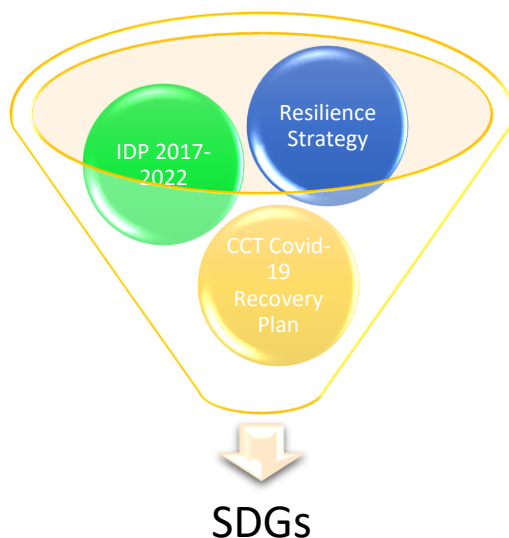 Resilience
Strategy
IDP 2017-
2022
CCT Covid-
19
Recovery
Plan
SDGs